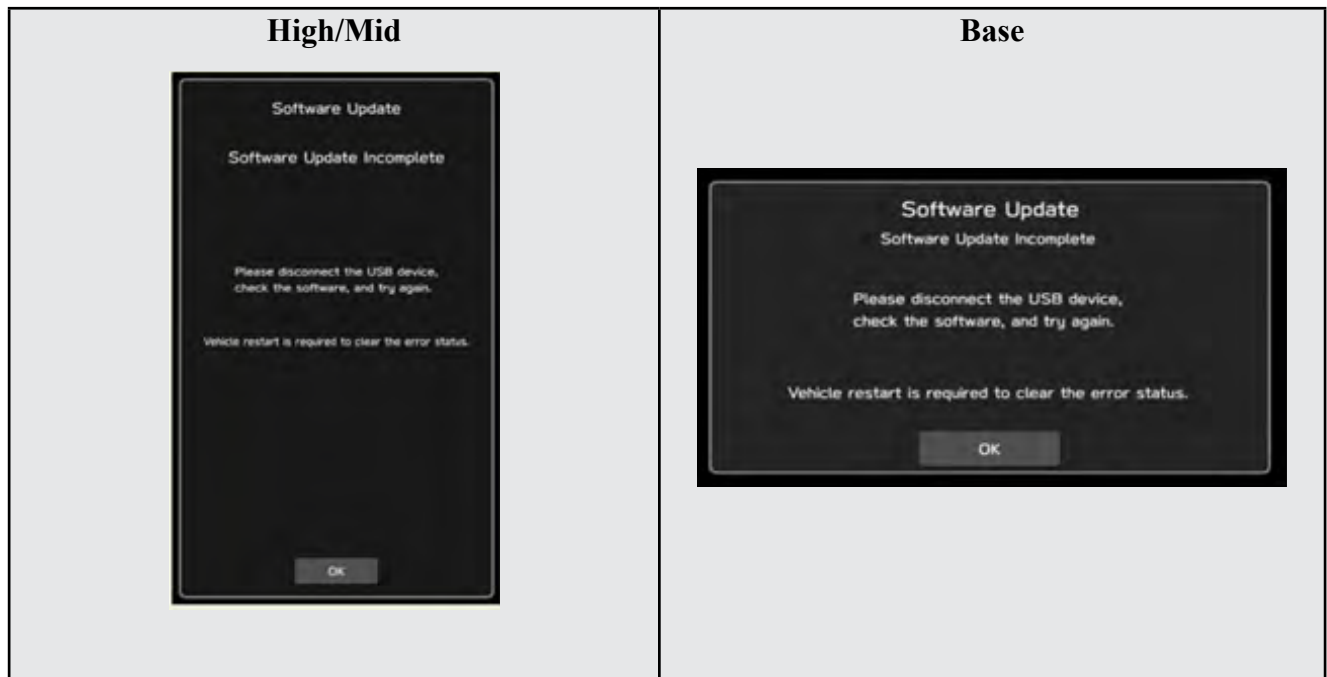 High/Mid
Software Update
Software Update Incomplete
Please disconnect the USB device,
check the software, and try again.
Vehicle restart is required to clear the error status.
OK
Base
Software Update
Software Update Incomplete
Please disconnect the USB device,
check the software, and try again.
Vehicle restart is required to clear the error status.
OK